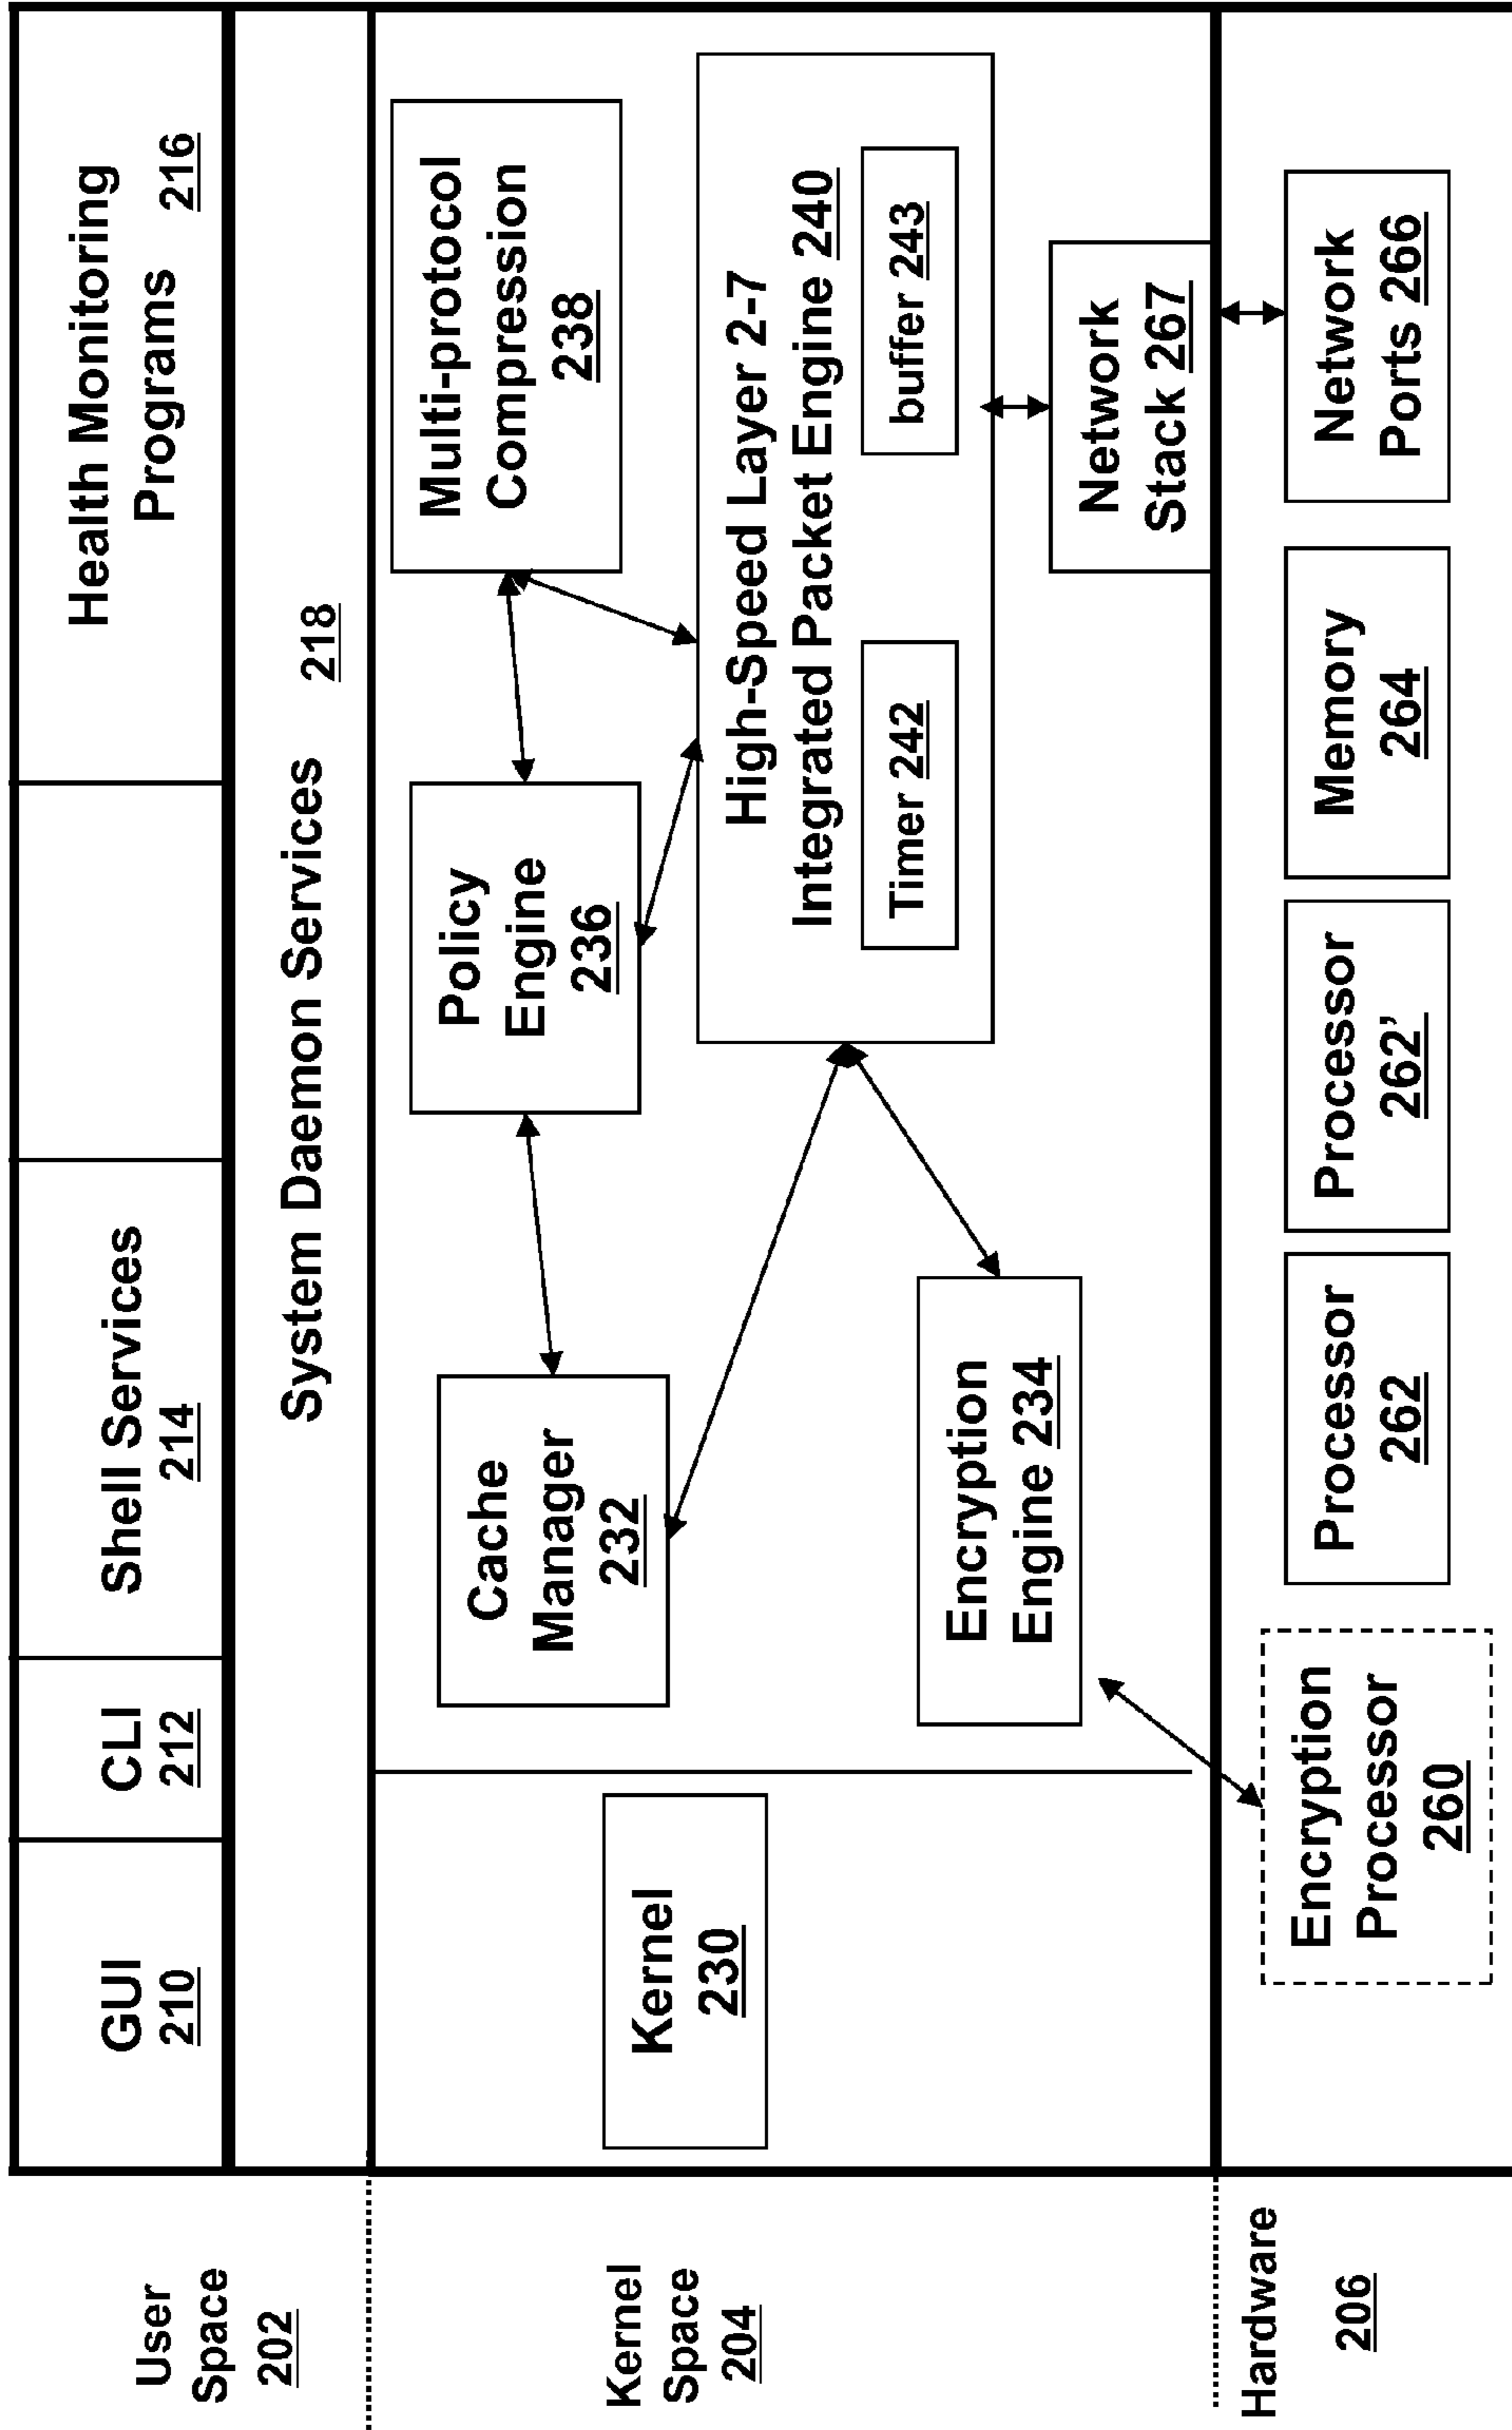 User
Space
202
GUI
210
CLI
212
Shell Services
214
Health Monitoring
Programs 216
System Daemon Services 218
Kernel
Space
204
Kernel
230
Cache
Manager
232
Policy
Engine
236
Multi-protocol
Compression
238
Encryption
Engine 234
High-Speed Layer 2-7
Integrated Packet Engine 240
Timer 242
buffer 243
Network
Stack 267
Hardware
206
Encryption
Processor
260
Processor
262
Processor
262’
Memory
264
Network
Ports 266